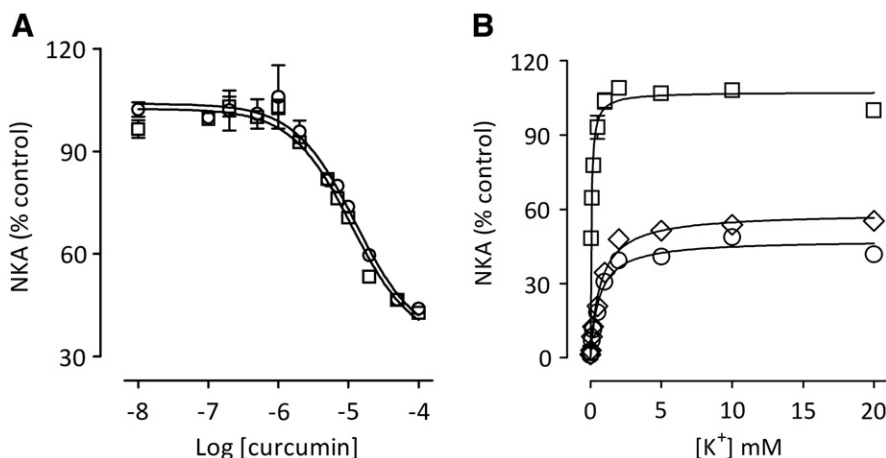 A
NKA (% control)
120
90
60
30
-8 -7 -6 -5 -4
Log [curcumin]
B
NKA (% control)
120
90
60
30
0
0 5 10 15 20
[K⁺] mM